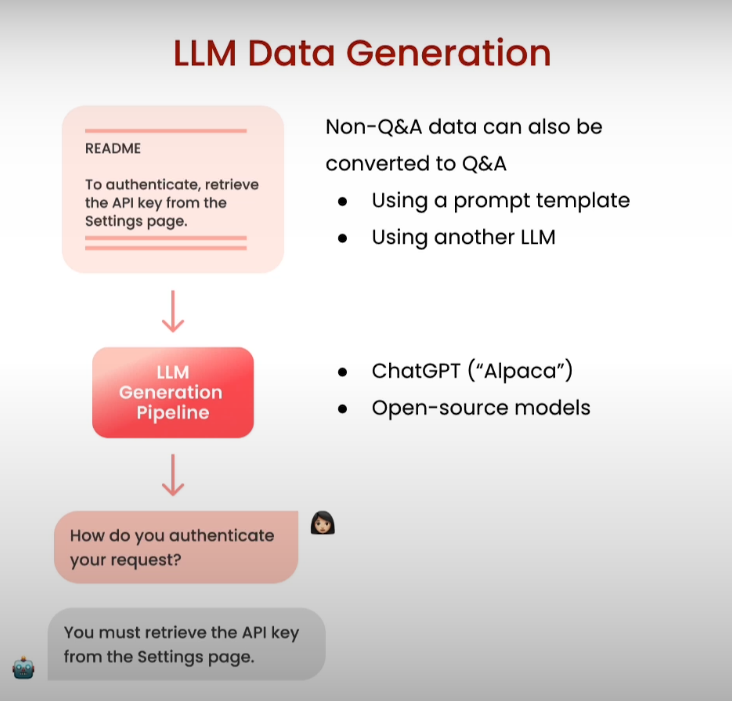 LLM Data Generation
README
To authenticate, retrieve
the API key from the
Settings page.
Non-Q&A data can also be
converted to Q&A
● Using a prompt template
● Using another LLM
LLM
Generation
Pipeline
● ChatGPT (“Alpaca”)
● Open-source models
How do you authenticate
your request?
You must retrieve the API key
from the Settings page.